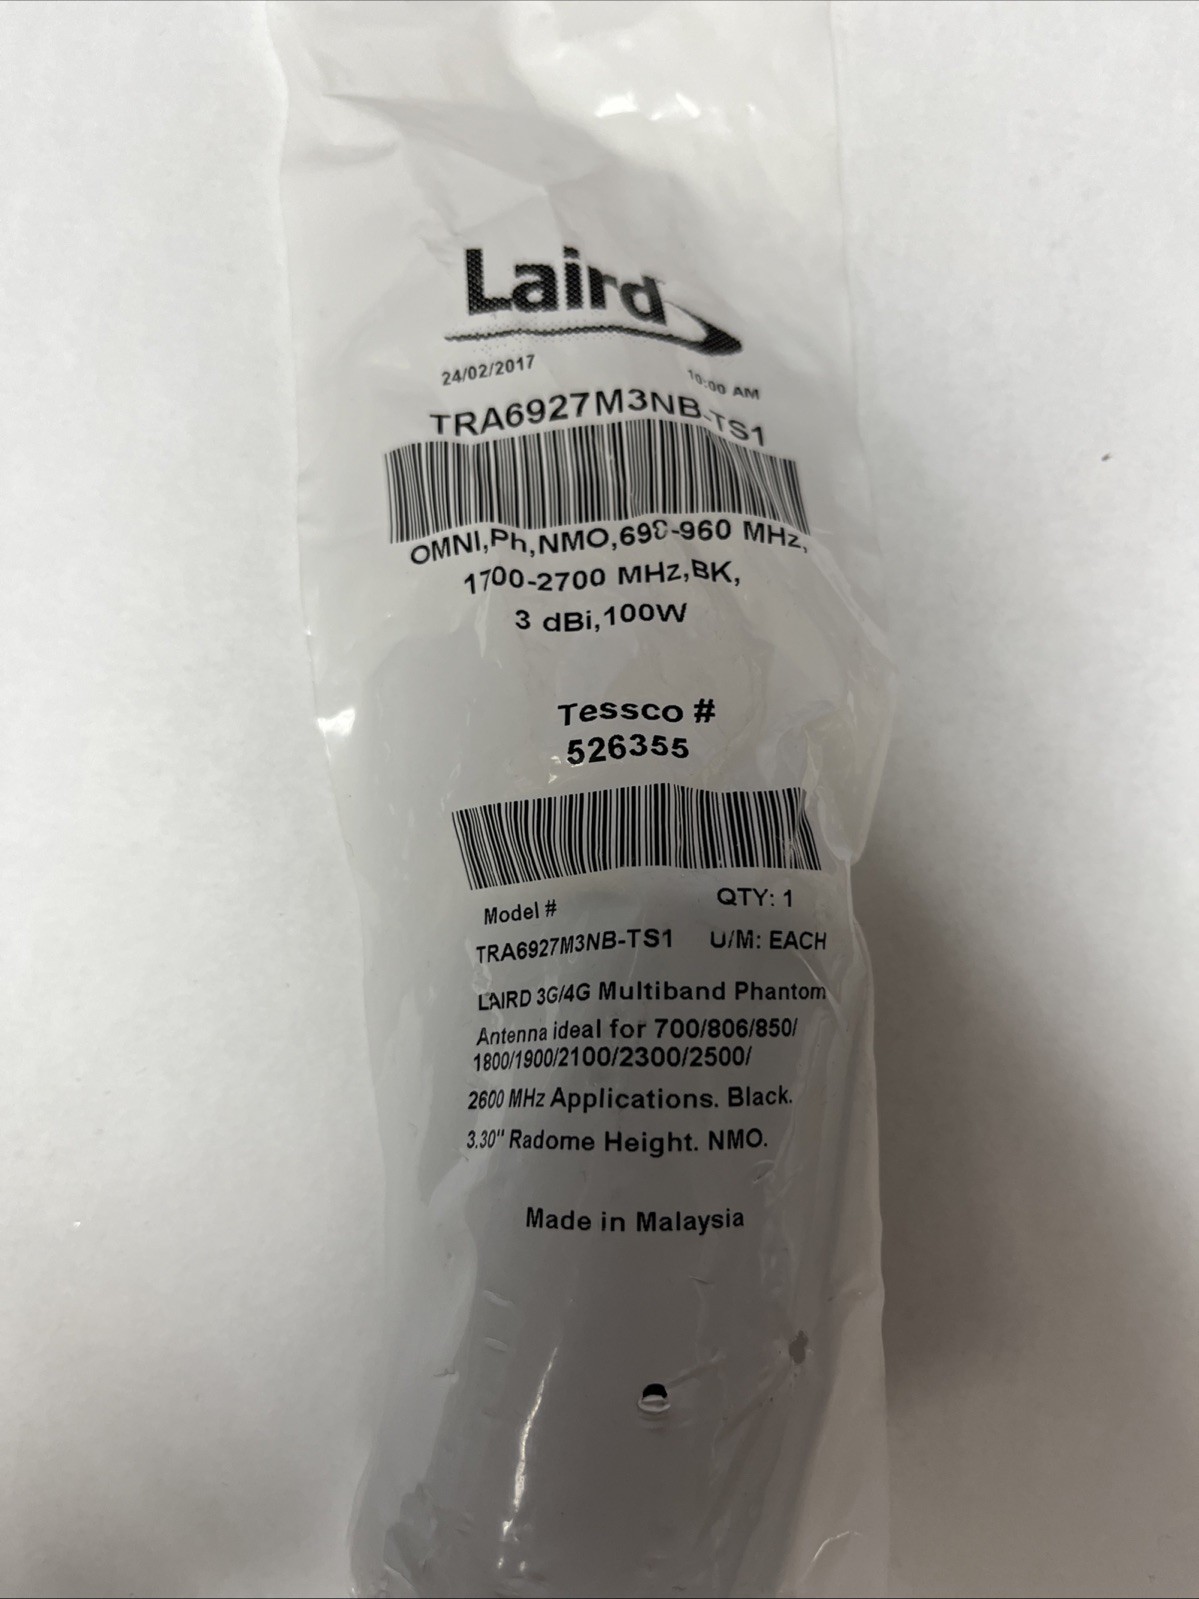 Laird
24/02/2017 10:00 AM
TRA6927M3NB-TS1
OMNI,Ph,NMO,698-960 MHz,
1700-2700 MHz,BK,
3 dBi,100W
Tessco #
526355
Model # QTY: 1
TRA6927M3NB-TS1 U/M: EACH
LAIRD 3G/4G Multiband Phantom
Antenna ideal for 700/806/850/
1800/1900/2100/2300/2500/
2600 MHz Applications. Black.
3.30" Radome Height. NMO.
Made in Malaysia